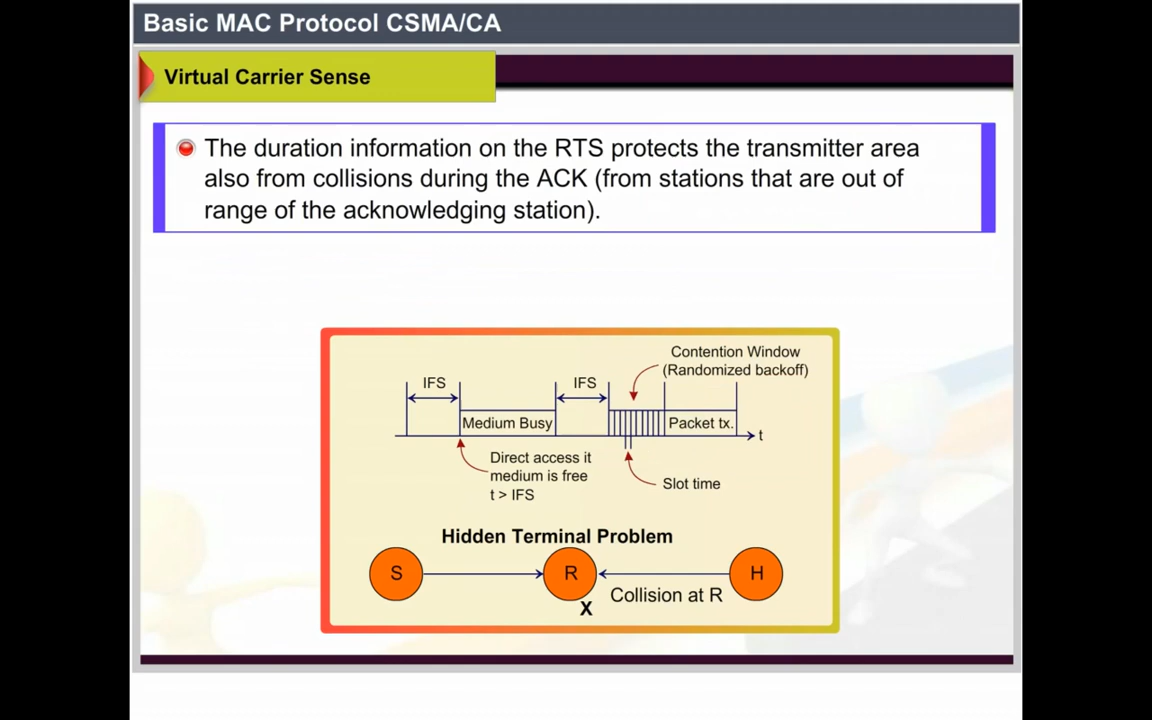 Basic MAC Protocol CSMA/CA
Virtual Carrier Sense
The duration information on the RTS protects the transmitter area
also from collisions during the ACK (from stations that are out of
range of the acknowledging station).
Contention Window
(Randomized backoff)
IFS
IFS
Medium Busy
Packet tx.
t
Direct access it
medium is free
t > IFS
Slot time
Hidden Terminal Problem
S
R
H
Collision at R
X